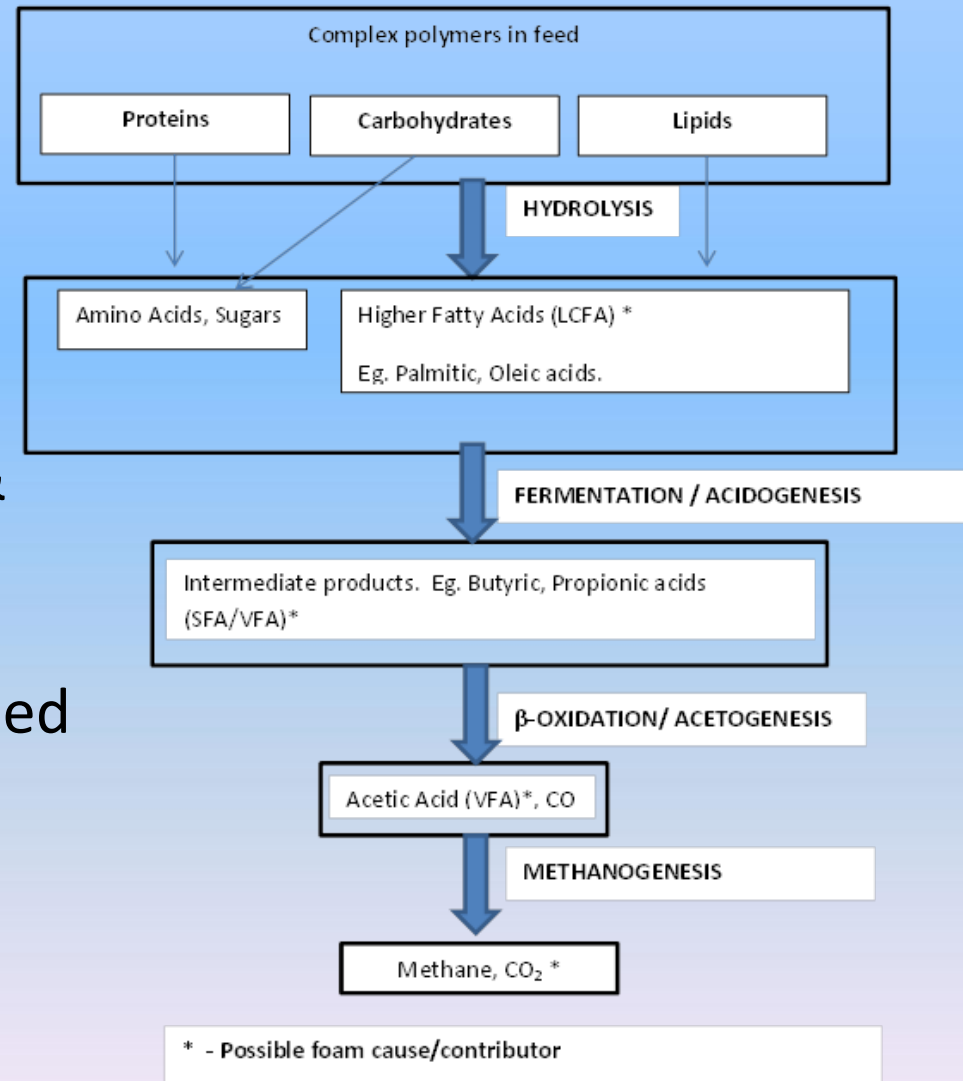 Complex polymers in feed
Proteins
Carbohydrates
Lipids
HYDROLYSIS
Amino Acids, Sugars
Higher Fatty Acids (LCFA) *
Eg. Palmitic, Oleic acids.
FERMENTATION / ACIDOGENESIS
Intermediate products. Eg. Butyric, Propionic acids
(SFA/VFA)*
ed
β-OXIDATION/ ACETOGENESIS
Acetic Acid (VFA)*, CO
METHANOGENESIS
Methane, CO₂ *
* - Possible foam cause/contributor